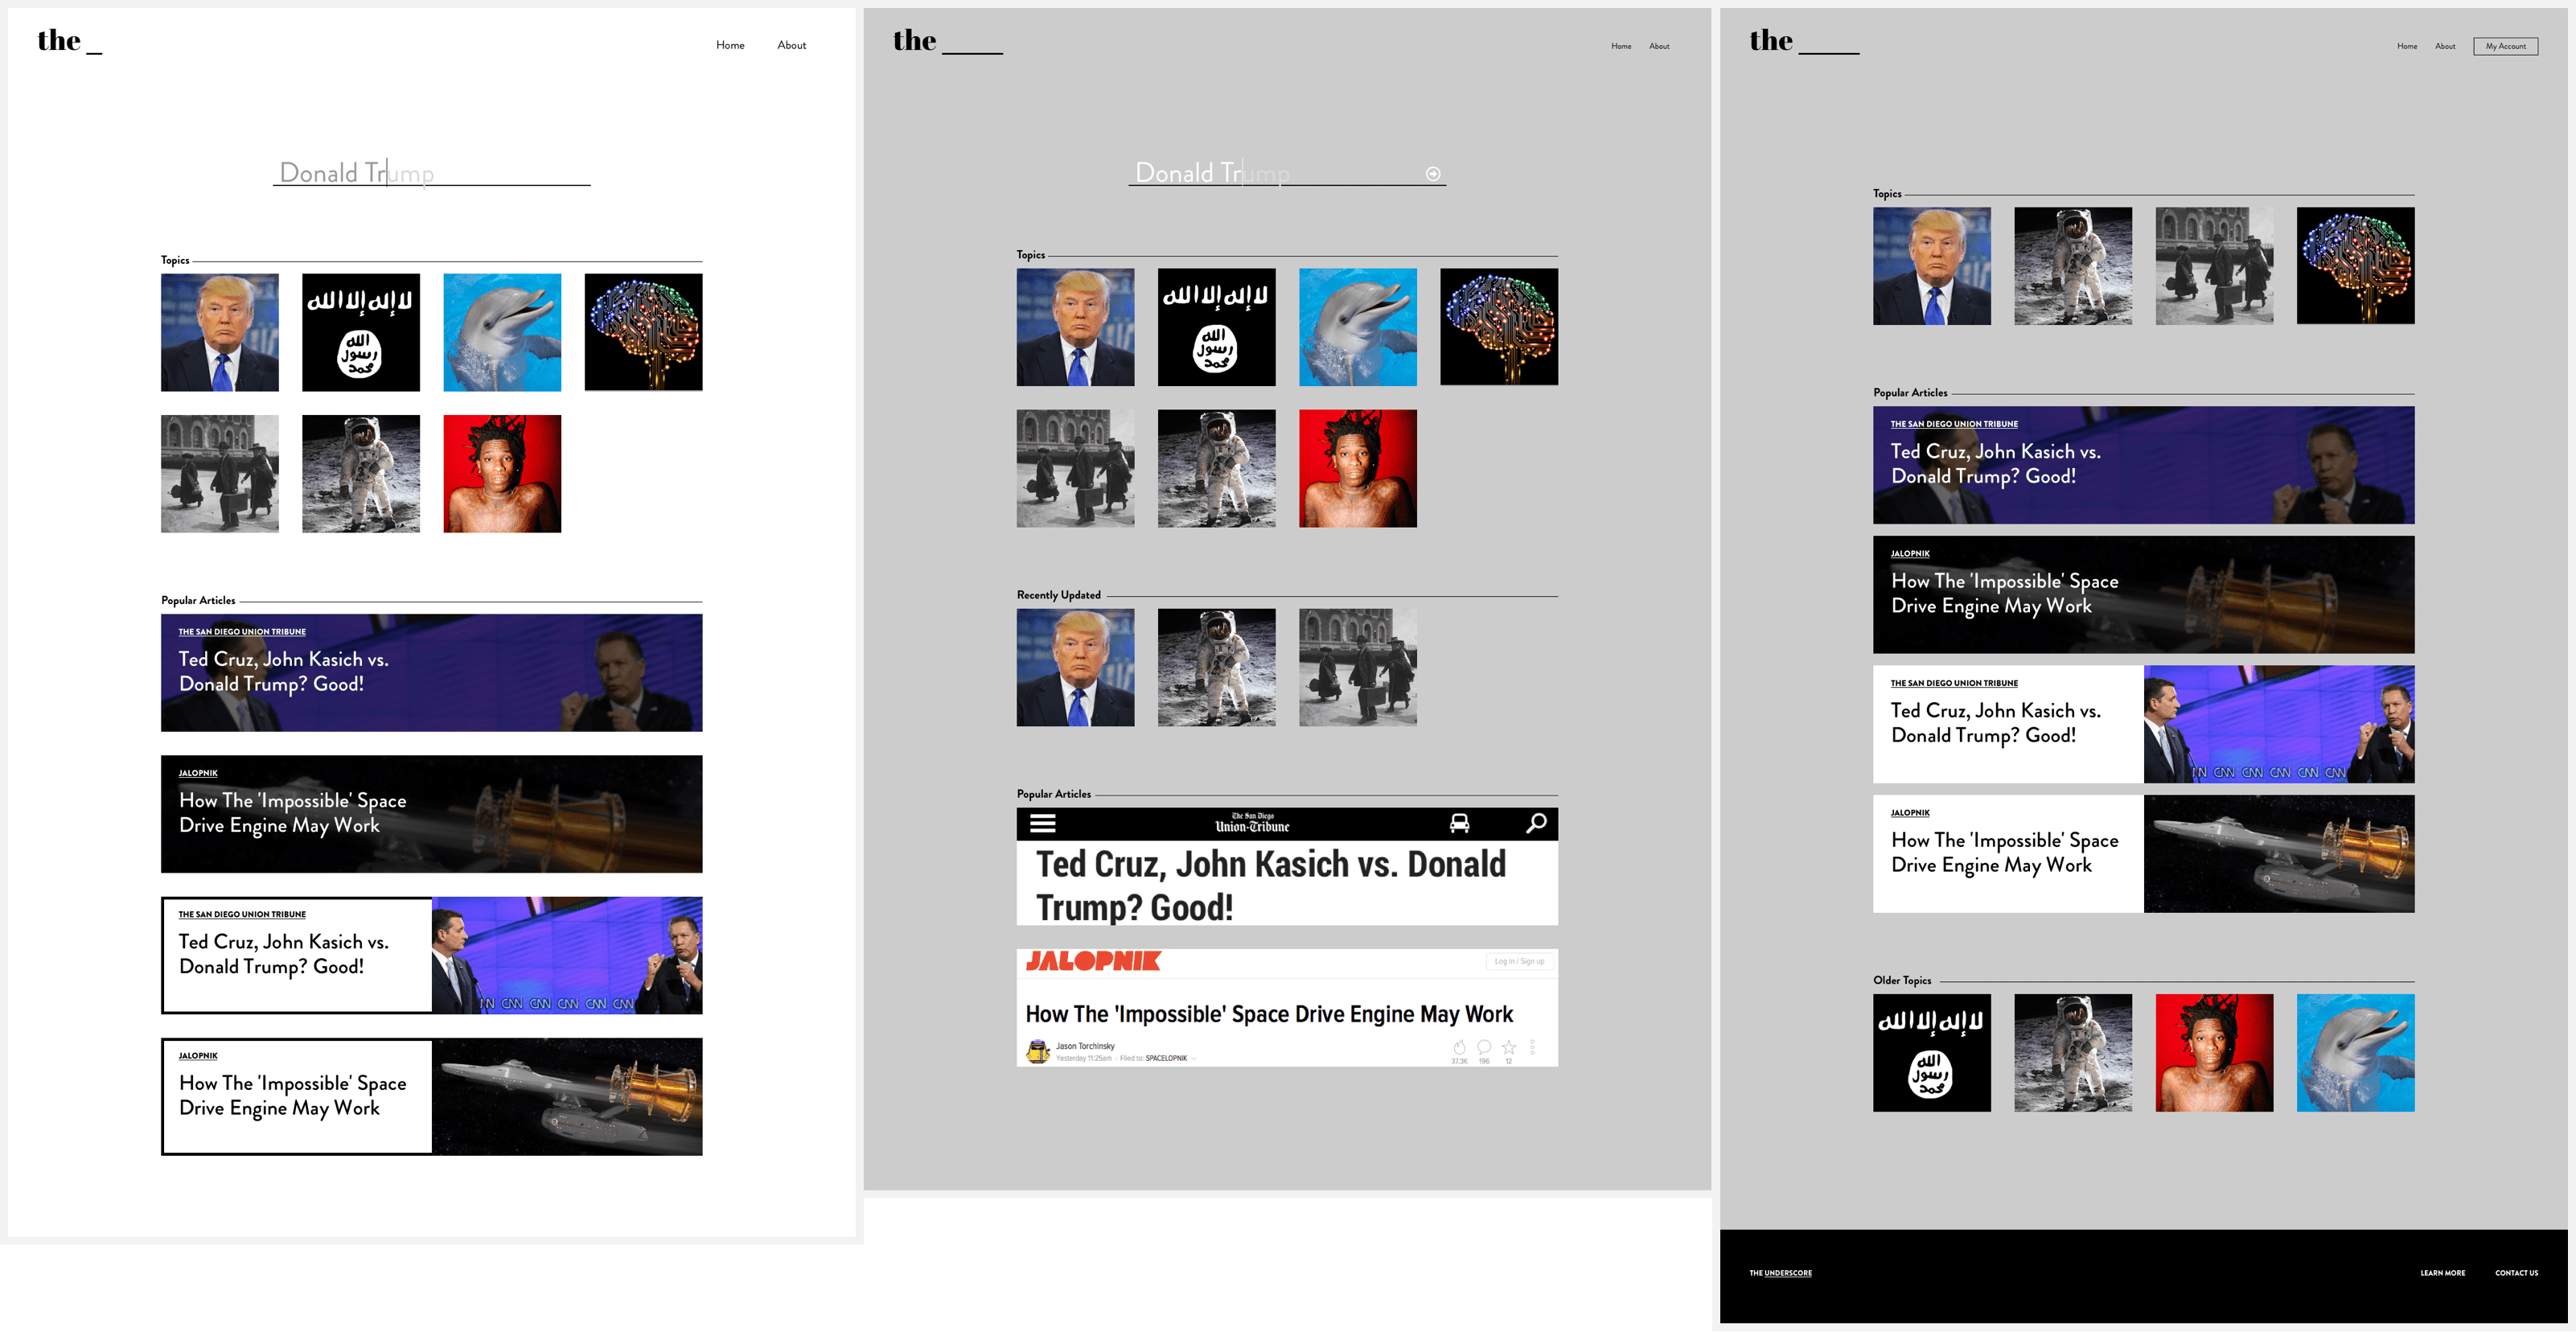 the _
Home
About
Donald Trump
Topics
لا إله إلا الله
الله
رسول
محمد
Popular Articles
THE SAN DIEGO UNION TRIBUNE
Ted Cruz, John Kasich vs.
Donald Trump? Good!
JALOPNIK
How The 'Impossible' Space
Drive Engine May Work
THE SAN DIEGO UNION TRIBUNE
Ted Cruz, John Kasich vs.
Donald Trump? Good!
CNN CNN CNN CNN CNN
JALOPNIK
How The 'Impossible' Space
Drive Engine May Work
the ____
Home
About
Donald Trump
Topics
لا إله إلا الله
الله
رسول
محمد
Recently Updated
Popular Articles
The San Diego
Union-Tribune
Ted Cruz, John Kasich vs. Donald
Trump? Good!
JALOPNIK
Log in / Sign up
How The 'Impossible' Space Drive Engine May Work
Jason Torchinsky
Yesterday 11:25am · Filed to: SPACELOPNIK
37.3K 196 12
the ____
Home
About
My Account
Topics
Popular Articles
THE SAN DIEGO UNION TRIBUNE
Ted Cruz, John Kasich vs.
Donald Trump? Good!
JALOPNIK
How The 'Impossible' Space
Drive Engine May Work
THE SAN DIEGO UNION TRIBUNE
Ted Cruz, John Kasich vs.
Donald Trump? Good!
CNN CNN CNN CNN CNN
JALOPNIK
How The 'Impossible' Space
Drive Engine May Work
Older Topics
لا إله إلا الله
الله
رسول
محمد
THE UNDERSCORE
LEARN MORE
CONTACT US